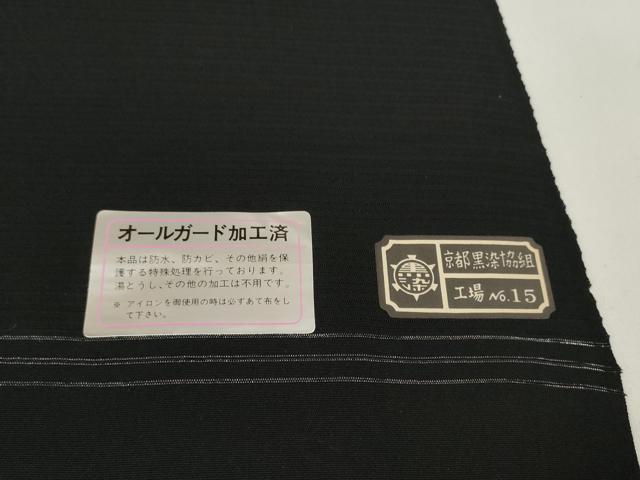 オールガード加工済
本品は防水、防カビ、その他絹を保
護する特殊処理を行っております。
湯とうし、その他の加工は不用です。
※ アイロンを御使用の時は必ずあて布をし
て下さい。
黒染
京都黒染協組
工場 No.15